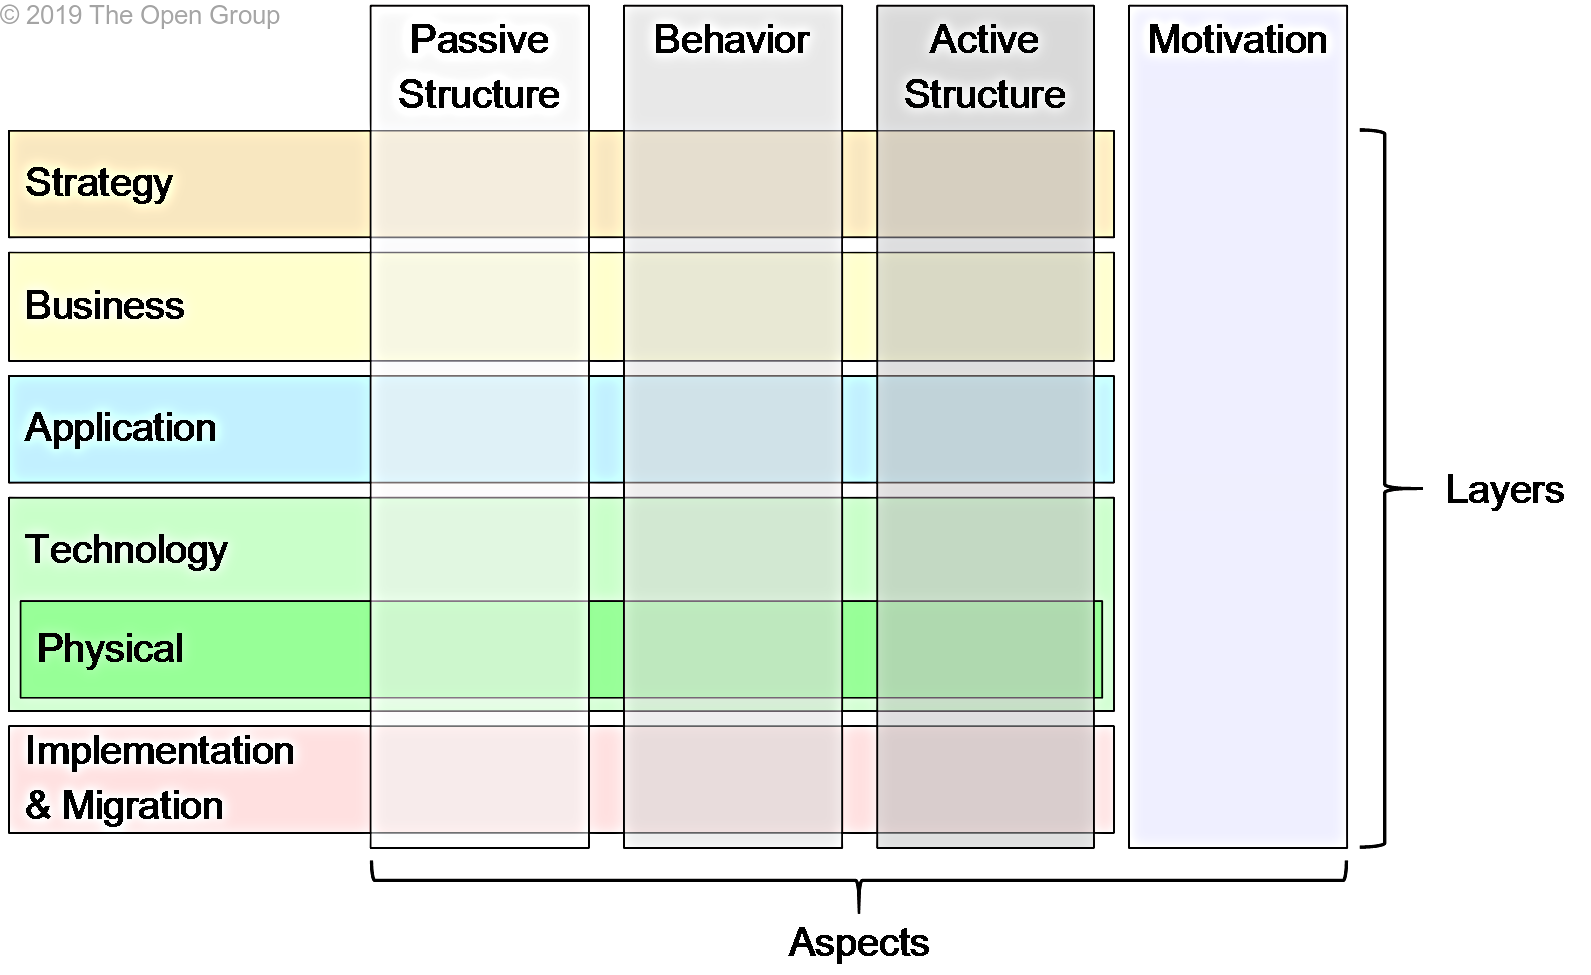 © 2019 The Open Group
Passive
Structure
Behavior
Active
Structure
Motivation
Strategy
Business
Application
Technology
Physical
Implementation
& Migration
Layers
Aspects